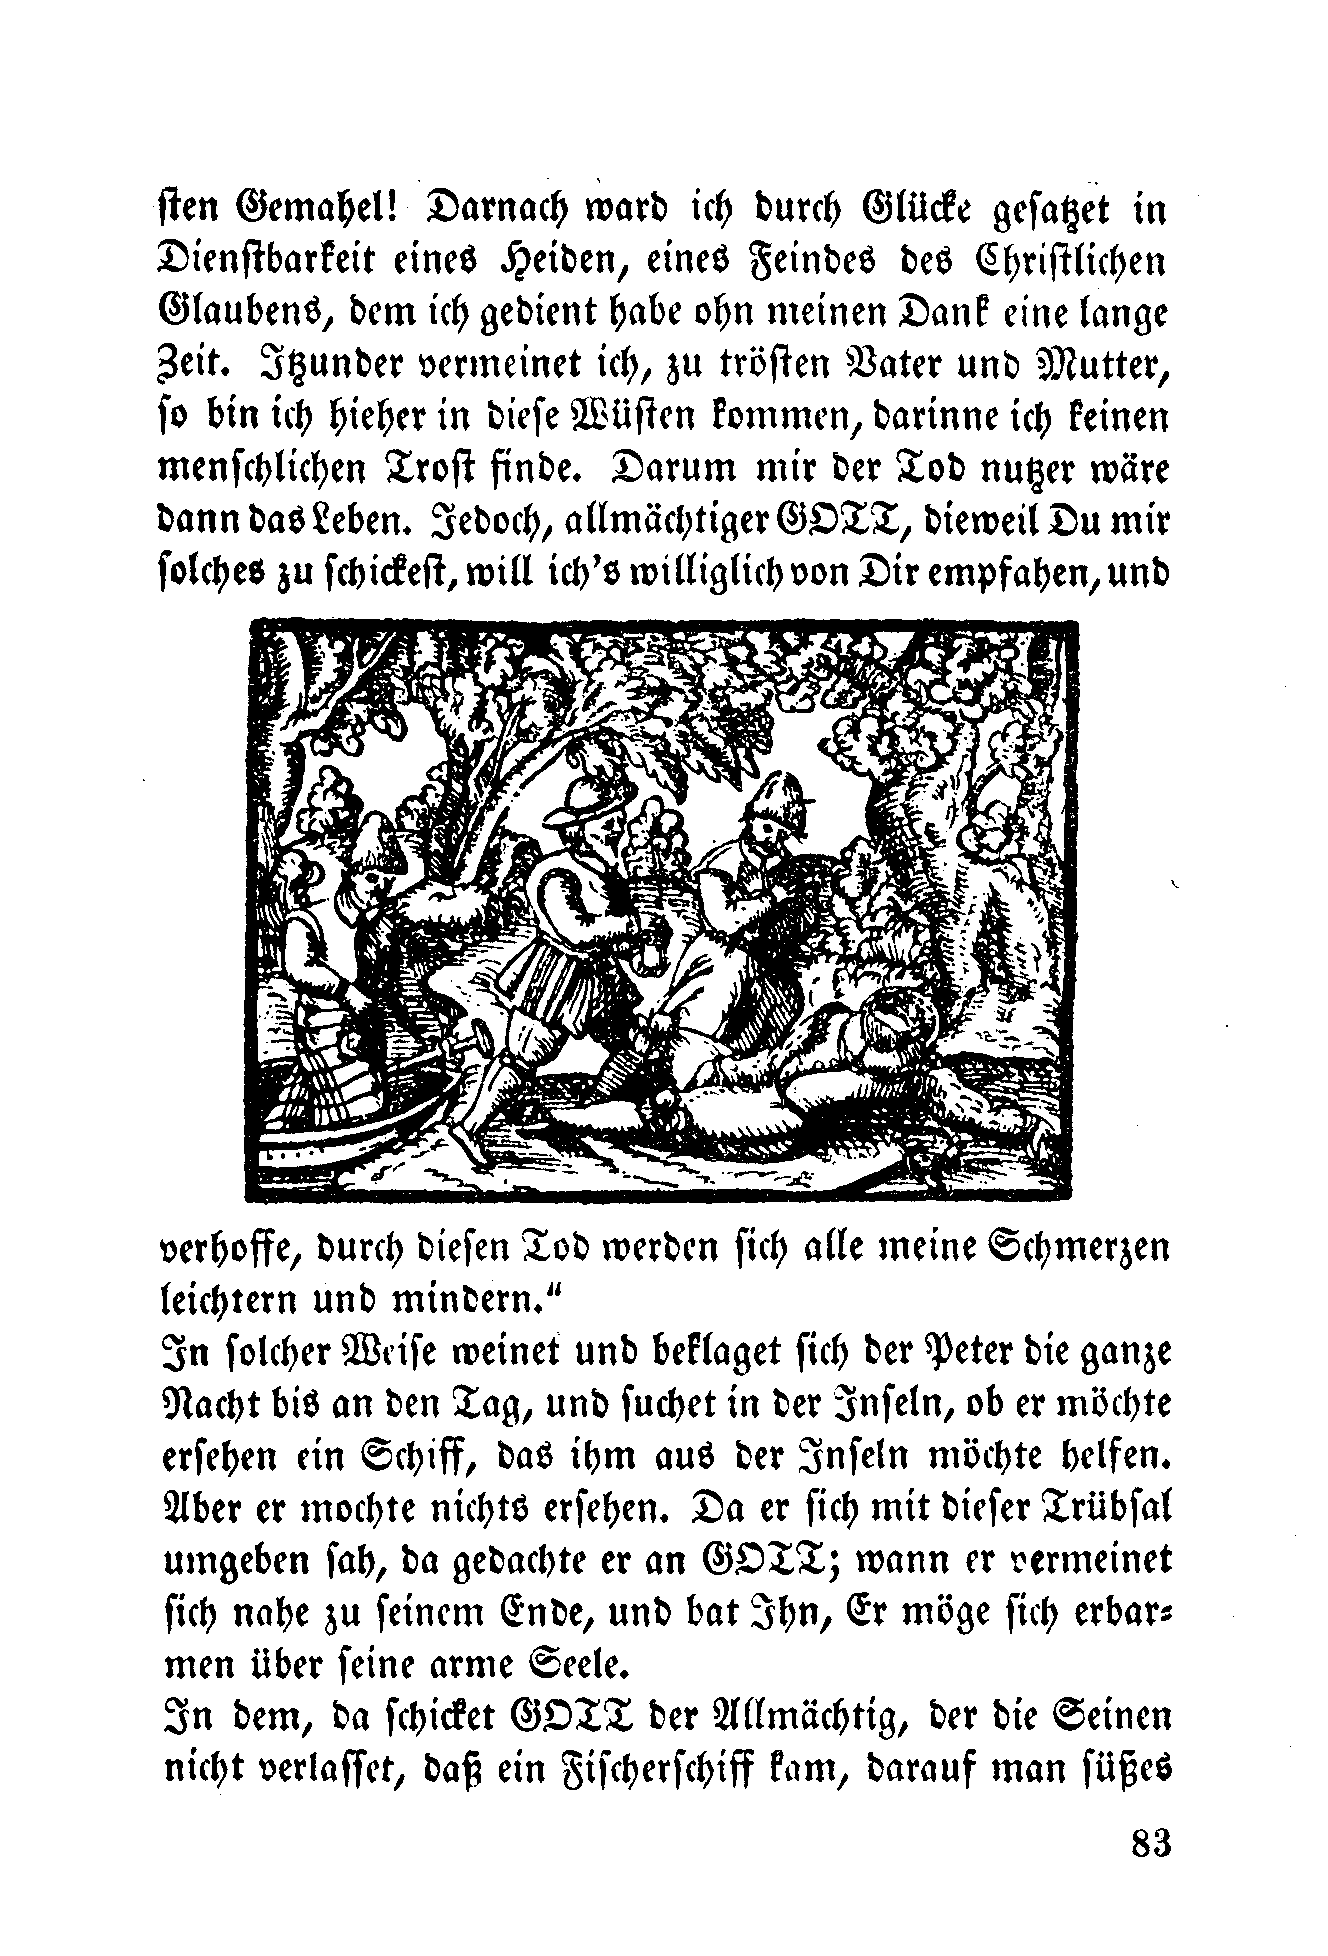 sten Gemahel! Darnach ward ich durch Glücke gesatzet in
Dienstbarkeit eines Heiden, eines Feindes des Christlichen
Glaubens, dem ich gedient habe ohn meinen Dank eine lange
Zeit. Itzunder vermeinet ich, zu trösten Vater und Mutter,
so bin ich hieher in diese Wüsten kommen, darinne ich keinen
menschlichen Trost finde. Darum mir der Tod nutzer wäre
dann das Leben. Jedoch, allmächtiger GOTT, dieweil Du mir
solches zu schickest, will ich's williglich von Dir empfahen, und
verhoffe, durch diesen Tod werden sich alle meine Schmerzen
leichtern und mindern.“
In solcher Weise weinet und beklaget sich der Peter die ganze
Nacht bis an den Tag, und suchet in der Inseln, ob er möchte
ersehen ein Schiff, das ihm aus der Inseln möchte helfen.
Aber er mochte nichts ersehen. Da er sich mit dieser Trübsal
umgeben sah, da gedachte er an GOTT; wann er vermeinet
sich nahe zu seinem Ende, und bat Ihn, Er möge sich erbar-
men über seine arme Seele.
In dem, da schicket GOTT der Allmächtig, der die Seinen
nicht verlasset, daß ein Fischerschiff kam, darauf man süßes
83